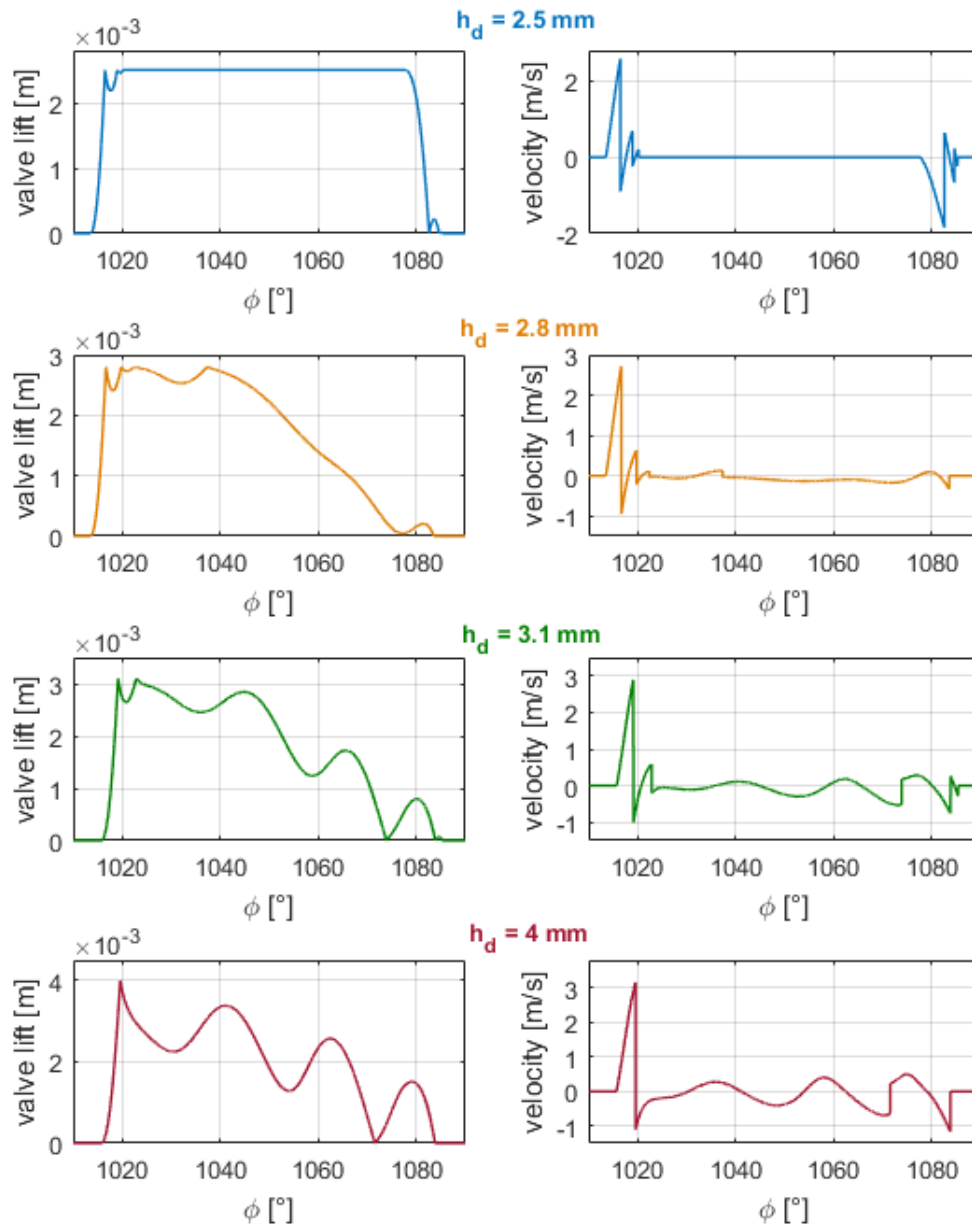 h_d = 2.5 mm
×10^-3
valve lift [m]
2
1
0
1020 1040 1060 1080
ϕ [°]
velocity [m/s]
2
0
-2
1020 1040 1060 1080
ϕ [°]
h_d = 2.8 mm
×10^-3
valve lift [m]
3
2
1
0
1020 1040 1060 1080
ϕ [°]
velocity [m/s]
3
2
1
0
-1
1020 1040 1060 1080
ϕ [°]
h_d = 3.1 mm
×10^-3
valve lift [m]
3
2
1
0
1020 1040 1060 1080
ϕ [°]
velocity [m/s]
3
2
1
0
-1
1020 1040 1060 1080
ϕ [°]
h_d = 4 mm
×10^-3
valve lift [m]
4
2
0
1020 1040 1060 1080
ϕ [°]
velocity [m/s]
3
2
1
0
-1
1020 1040 1060 1080
ϕ [°]